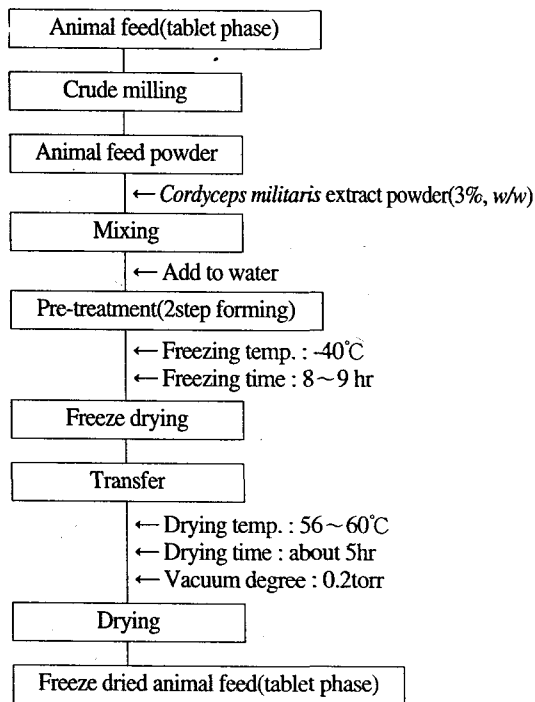 Animal feed(tablet phase)
Crude milling
Animal feed powder
← Cordyceps militaris extract powder(3%, w/w)
Mixing
← Add to water
Pre-treatment(2step forming)
← Freezing temp. : -40℃
← Freezing time : 8～9 hr
Freeze drying
Transfer
← Drying temp. : 56～60℃
← Drying time : about 5hr
← Vacuum degree : 0.2torr
Drying
Freeze dried animal feed(tablet phase)